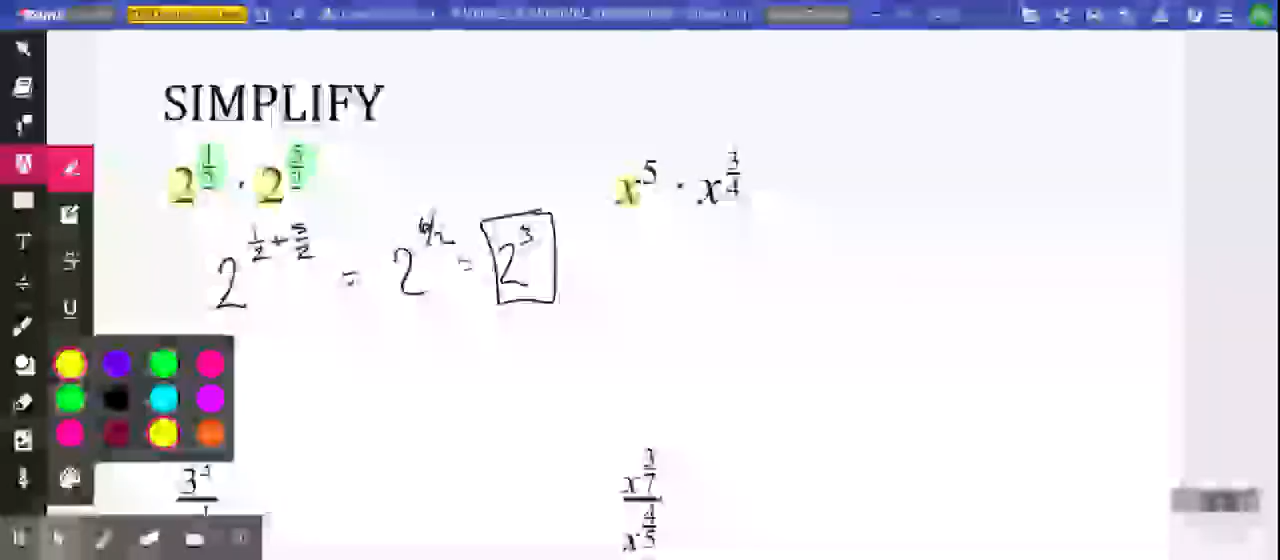 SIMPLIFY
2^{1/2} · 2^{5/2}
x^5 · x^{3/4}
2^{1/2 + 5/2} = 2^{6/2} = 2^3
x^{3/7} / x^{4/5}